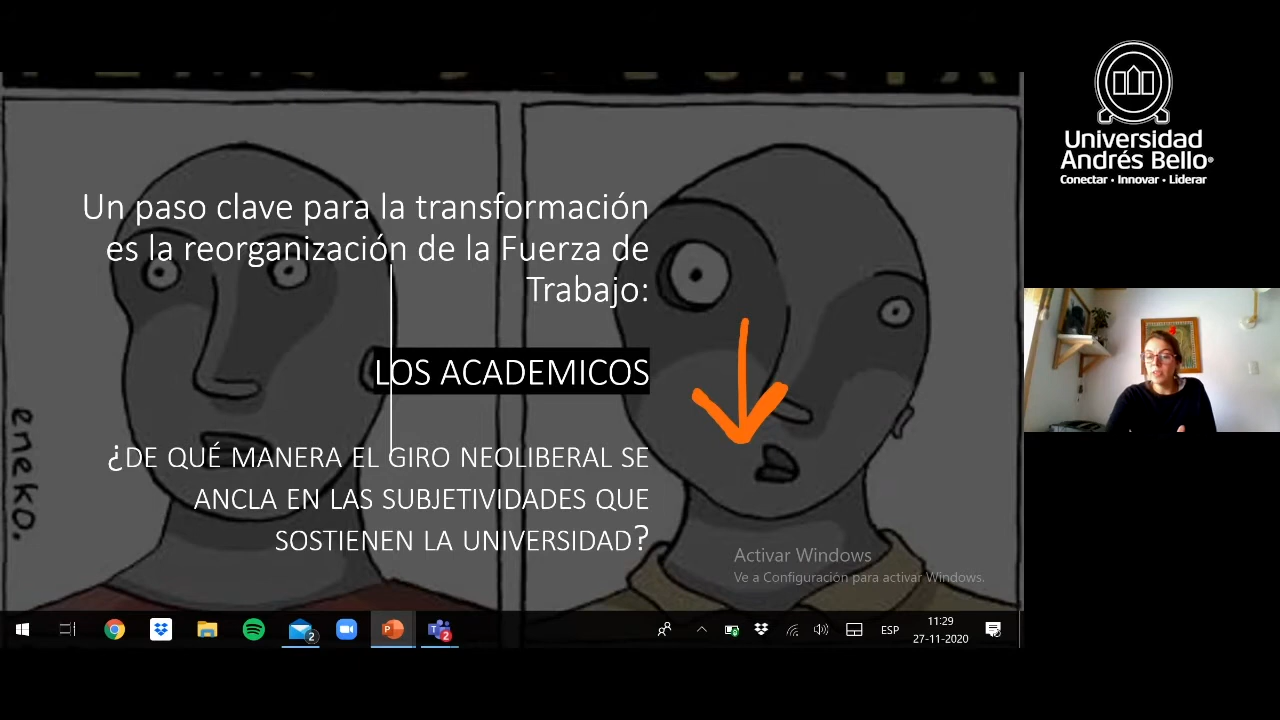 Un paso clave para la transformación
es la reorganización de la Fuerza de
Trabajo:
LOS ACADEMICOS
¿DE QUÉ MANERA EL GIRO NEOLIBERAL SE
ANCLA EN LAS SUBJETIVIDADES QUE
SOSTIENEN LA UNIVERSIDAD?
eneko.
Activar Windows
Ve a Configuración para activar Windows.
2
2
ESP
11:29
27-11-2020
Universidad
Andrés Bello®
Conectar • Innovar • Liderar